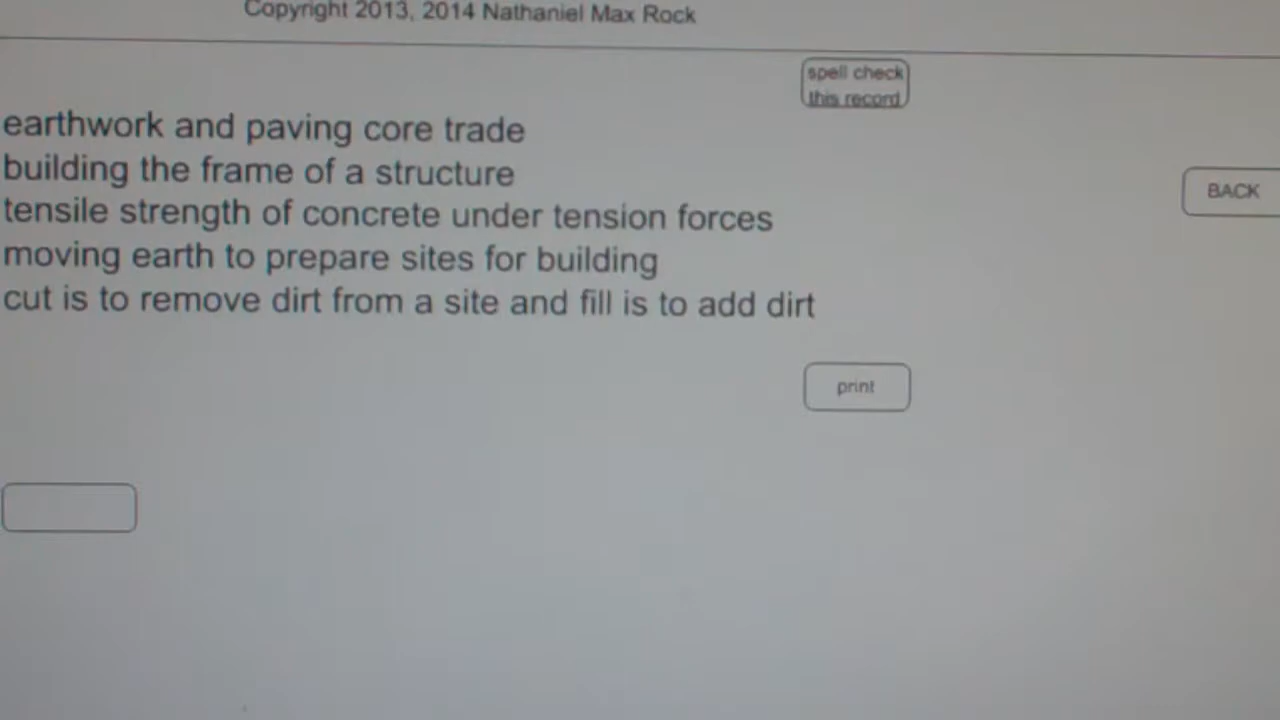 Copyright 2013, 2014 Nathaniel Max Rock
spell check
this record
earthwork and paving core trade
building the frame of a structure
BACK
tensile strength of concrete under tension forces
moving earth to prepare sites for building
cut is to remove dirt from a site and fill is to add dirt
print